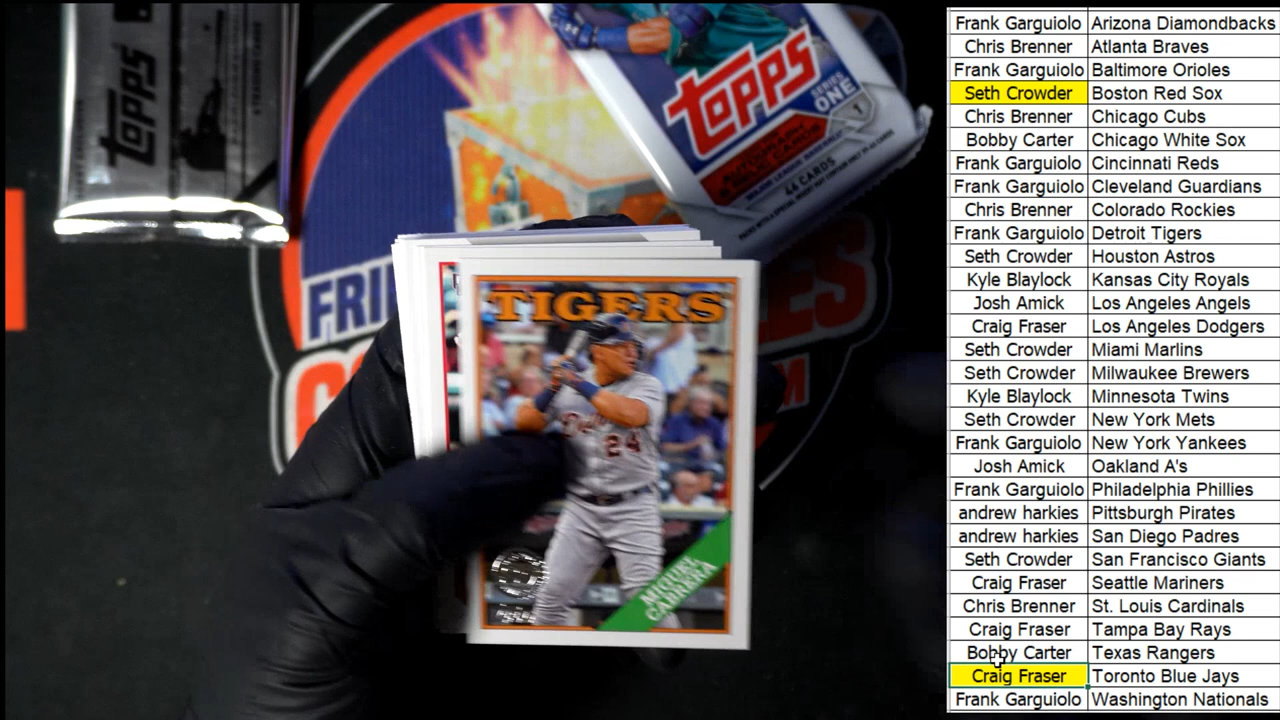 TOPPS
TOPPS
SERIES
ONE
1
46 CARDS
FRI
LES
CO
M
TIGERS
24
MIGUEL
CABRERA
Frank Garguiolo Arizona Diamondbacks
Chris Brenner Atlanta Braves
Frank Garguiolo Baltimore Orioles
Seth Crowder Boston Red Sox
Chris Brenner Chicago Cubs
Bobby Carter Chicago White Sox
Frank Garguiolo Cincinnati Reds
Frank Garguiolo Cleveland Guardians
Chris Brenner Colorado Rockies
Frank Garguiolo Detroit Tigers
Seth Crowder Houston Astros
Kyle Blaylock Kansas City Royals
Josh Amick Los Angeles Angels
Craig Fraser Los Angeles Dodgers
Seth Crowder Miami Marlins
Seth Crowder Milwaukee Brewers
Kyle Blaylock Minnesota Twins
Seth Crowder New York Mets
Frank Garguiolo New York Yankees
Josh Amick Oakland A's
Frank Garguiolo Philadelphia Phillies
andrew harkies Pittsburgh Pirates
andrew harkies San Diego Padres
Seth Crowder San Francisco Giants
Craig Fraser Seattle Mariners
Chris Brenner St. Louis Cardinals
Craig Fraser Tampa Bay Rays
Bobby Carter Texas Rangers
Craig Fraser Toronto Blue Jays
Frank Garguiolo Washington Nationals